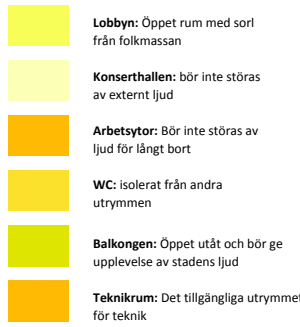 Lobbyn: Öppet rum med sorl
från folkmassan
Konserthallen: bör inte störas
av externt ljud
Arbetsytor: Bör inte störas av
ljud för långt bort
WC: isolerat från andra
utrymmen
Balkongen: Öppet utåt och bör ge
upplevelse av stadens ljud
Teknikrum: Det tillgängliga utrymmet
för teknik